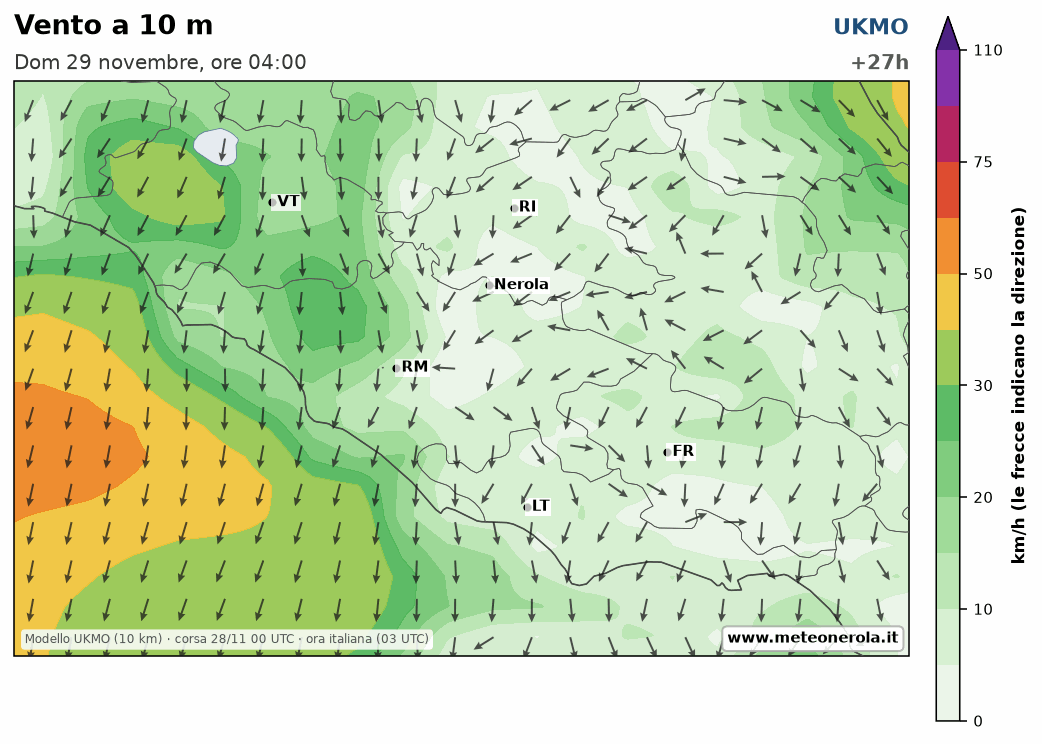 Vento a 10 m
UKMO
Dom 29 novembre, ore 04:00
+27h
110
75
50
30
20
10
0
km/h (le frecce indicano la direzione)
VT
RI
Nerola
RM
FR
LT
Modello UKMO (10 km) · corsa 28/11 00 UTC · ora italiana (03 UTC)
www.meteonerola.it